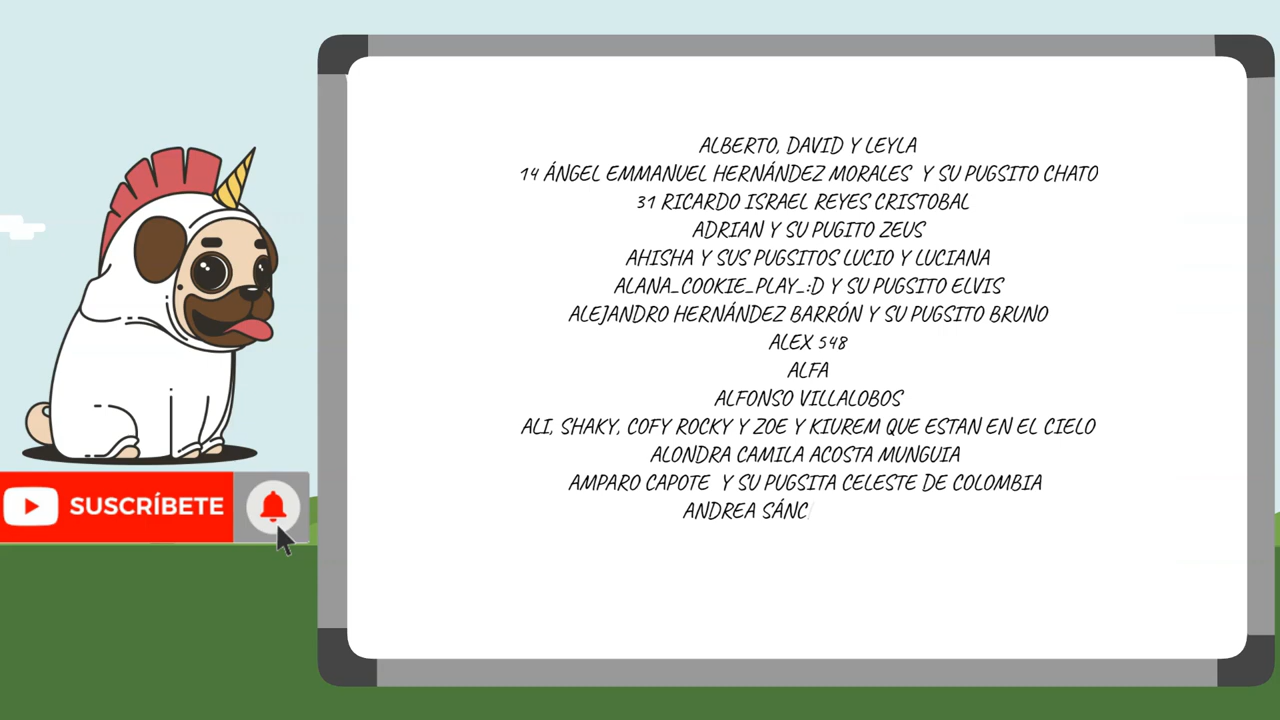 ALBERTO, DAVID Y LEYLA
14 ÁNGEL EMMANUEL HERNÁNDEZ MORALES Y SU PUGSITO CHATO
31 RICARDO ISRAEL REYES CRISTOBAL
ADRIAN Y SU PUGITO ZEUS
AHISHA Y SUS PUGSITOS LUCIO Y LUCIANA
ALANA_COOKIE_PLAY_:D Y SU PUGSITO ELVIS
ALEJANDRO HERNÁNDEZ BARRÓN Y SU PUGSITO BRUNO
ALEX 548
ALFA
ALFONSO VILLALOBOS
ALI, SHAKY, COFY ROCKY Y ZOE Y KIUREM QUE ESTAN EN EL CIELO
ALONDRA CAMILA ACOSTA MUNGUIA
AMPARO CAPOTE Y SU PUGSITA CELESTE DE COLOMBIA
ANDREA SÁNC
SUSCRÍBETE